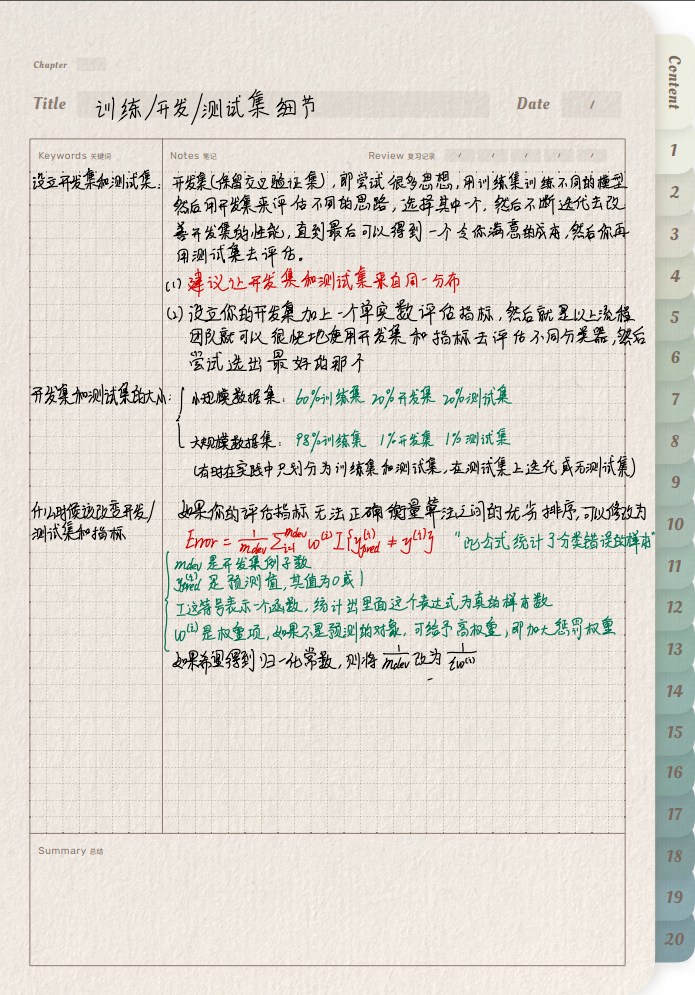 Chapter
Title 训练/开发/测试集细节 Date /
Content
Keywords 关键词
Notes 笔记
Review 复习记录 / / / / /
设立开发集和测试集:
开发集(保留交叉验证集),即尝试很多思想,用训练集训练不同的模型
然后用开发集来评估不同的思路,选择其中一个,然后不断迭代去改
善开发集的性能,直到最后可以得到一个令你满意的成本,然后你再
用测试集去评估。
(1) 建议让开发集和测试集来自同一分布
(2) 设立你的开发集加上一个单实数评估指标,然后就是以上流程
团队就可以很快地使用开发集和指标去评估不同分类器,然后
尝试选出最好的那个
开发集和测试集的大小:
小规模数据集: 60%训练集 20%开发集 20%测试集
大规模数据集: 98%训练集 1%开发集 1%测试集
(有时在实践中只划分为训练集和测试集,在测试集上迭代或无测试集)
什么时候该改变开发/
测试集和指标
如果你的评估指标无法正确衡量算法之间的优劣排序,可以修改为
Error = 1/mdev ∑ᵢ₌₁^mdev w⁽ⁱ⁾ I{y_pred⁽ⁱ⁾ ≠ y⁽ⁱ⁾} "此公式统计了分类错误的样本"
mdev 是开发集例子数
y_pred⁽ⁱ⁾ 是预测值,其值为0或1
I这符号表示一个函数,统计出里面这个表达式为真的样本数
w⁽ⁱ⁾是权重项,如果不是预测的对象,可给予高权重,即加大惩罚权重
如果希望得到归一化常数,则将 1/mdev 改为 1/Σw⁽ⁱ⁾
Summary 总结
1
2
3
4
5
6
7
8
9
10
11
12
13
14
15
16
17
18
19
20